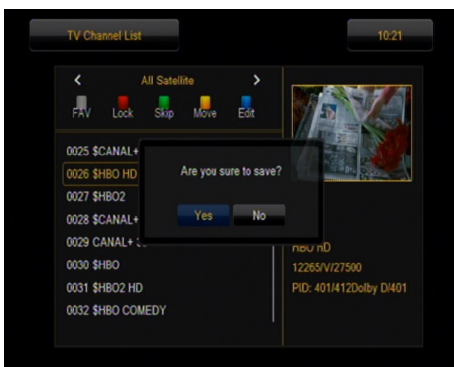 TV Channel List
10:21
All Satellite
FAV Lock Skip Move Edit
0025 $CANAL+
0026 $HBO HD
0027 $HBO2
0028 $CANAL+
0029 CANAL+
0030 $HBO
0031 $HBO2 HD
0032 $HBO COMEDY
Are you sure to save?
Yes No
HBO HD
12265/V/27500
PID: 401/412Dolby D/401